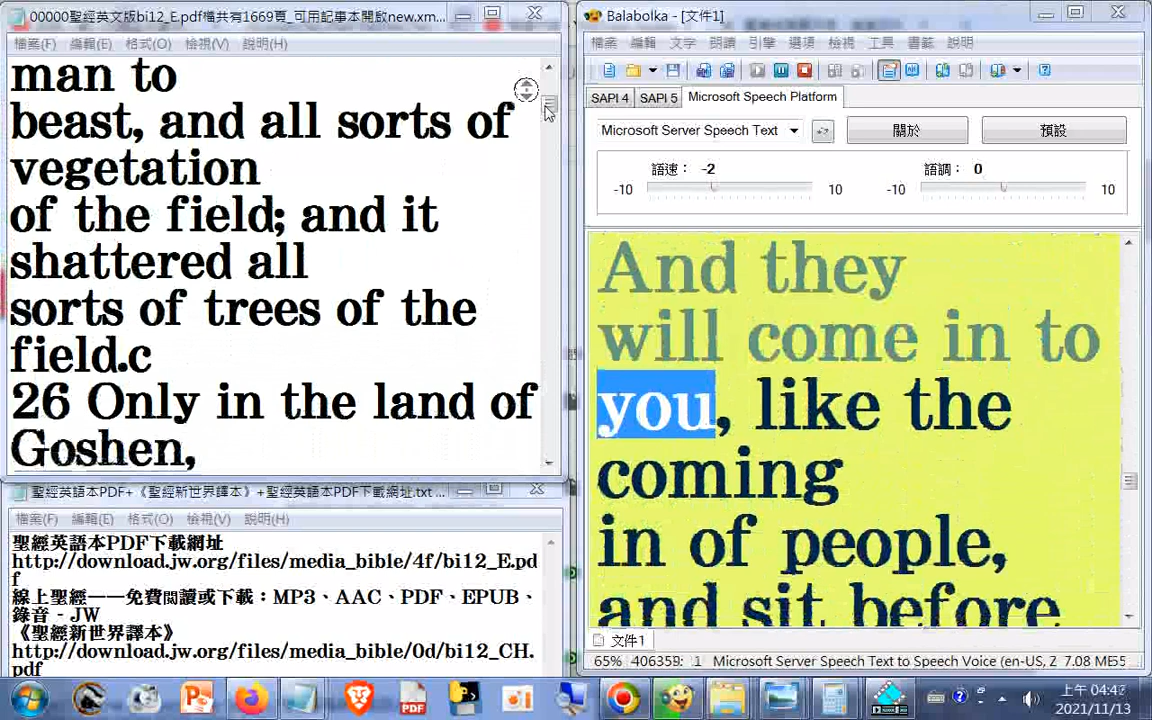 00000聖經英文版bi12_E.pdf檔共有1669頁_可用記事本開啟new.xm...
檔案(F) 編輯(E) 格式(O) 檢視(V) 說明(H)
man to
beast, and all sorts of
vegetation
of the field; and it
shattered all
sorts of trees of the
field.c
26 Only in the land of
Goshen,
聖經英語本PDF+《聖經新世界譯本》+聖經英語本PDF下載網址.txt ...
檔案(F) 編輯(E) 格式(O) 檢視(V) 說明(H)
聖經英語本PDF下載網址
http://download.jw.org/files/media_bible/4f/bi12_E.pd
f
線上聖經——免費閱讀或下載：MP3、AAC、PDF、EPUB、
錄音 - JW
《聖經新世界譯本》
http://download.jw.org/files/media_bible/0d/bi12_CH.
pdf
Balabolka - [文件1]
檔案 編輯 文字 朗讀 引擎 選項 檢視 工具 書籤 說明
SAPI 4 SAPI 5 Microsoft Speech Platform
Microsoft Server Speech Text 關於 預設
語速： -2 語調： 0
-10 10 -10 10
And they
will come in to
you, like the
coming
in of people,
and sit before
文件1
65% 406359: 1 Microsoft Server Speech Text to Speech Voice (en-US, Z 7.08 MB
上午 04:42
2021/11/13